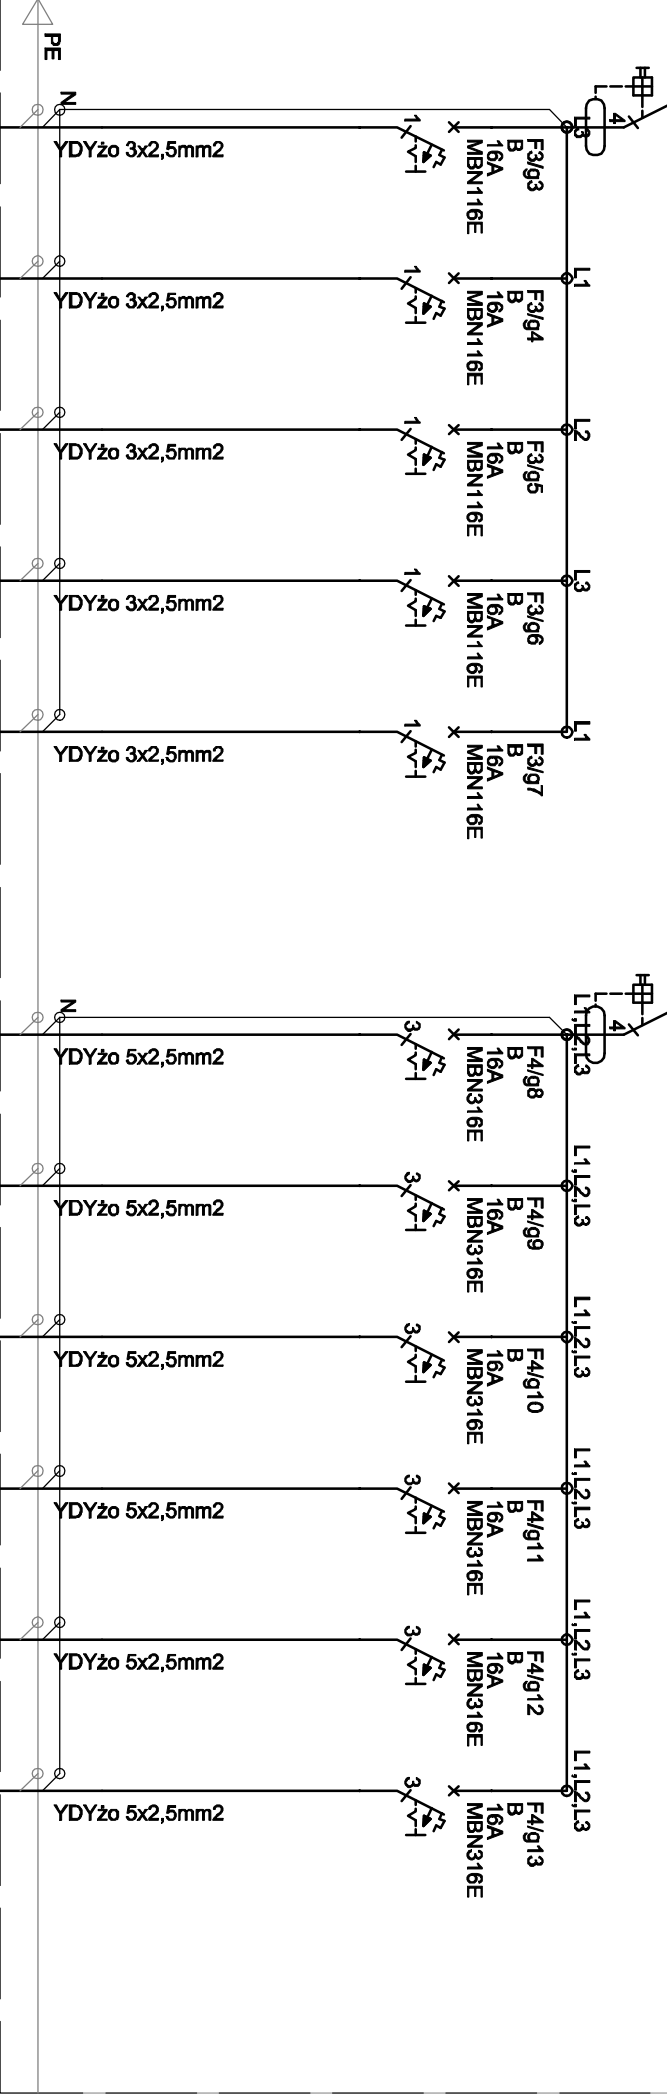 PE
N
L3
4
F3/g3
B
16A
MBN116E
1
YDYżo 3x2,5mm2
L1
F3/g4
B
16A
MBN116E
1
YDYżo 3x2,5mm2
L2
F3/g5
B
16A
MBN116E
1
YDYżo 3x2,5mm2
L3
F3/g6
B
16A
MBN116E
1
YDYżo 3x2,5mm2
L1
F3/g7
B
16A
MBN116E
1
YDYżo 3x2,5mm2
N
L1,L2,L3
4
F4/g8
B
16A
MBN316E
3
YDYżo 5x2,5mm2
L1,L2,L3
F4/g9
B
16A
MBN316E
3
YDYżo 5x2,5mm2
L1,L2,L3
F4/g10
B
16A
MBN316E
3
YDYżo 5x2,5mm2
L1,L2,L3
F4/g11
B
16A
MBN316E
3
YDYżo 5x2,5mm2
L1,L2,L3
F4/g12
B
16A
MBN316E
3
YDYżo 5x2,5mm2
L1,L2,L3
F4/g13
B
16A
MBN316E
3
YDYżo 5x2,5mm2